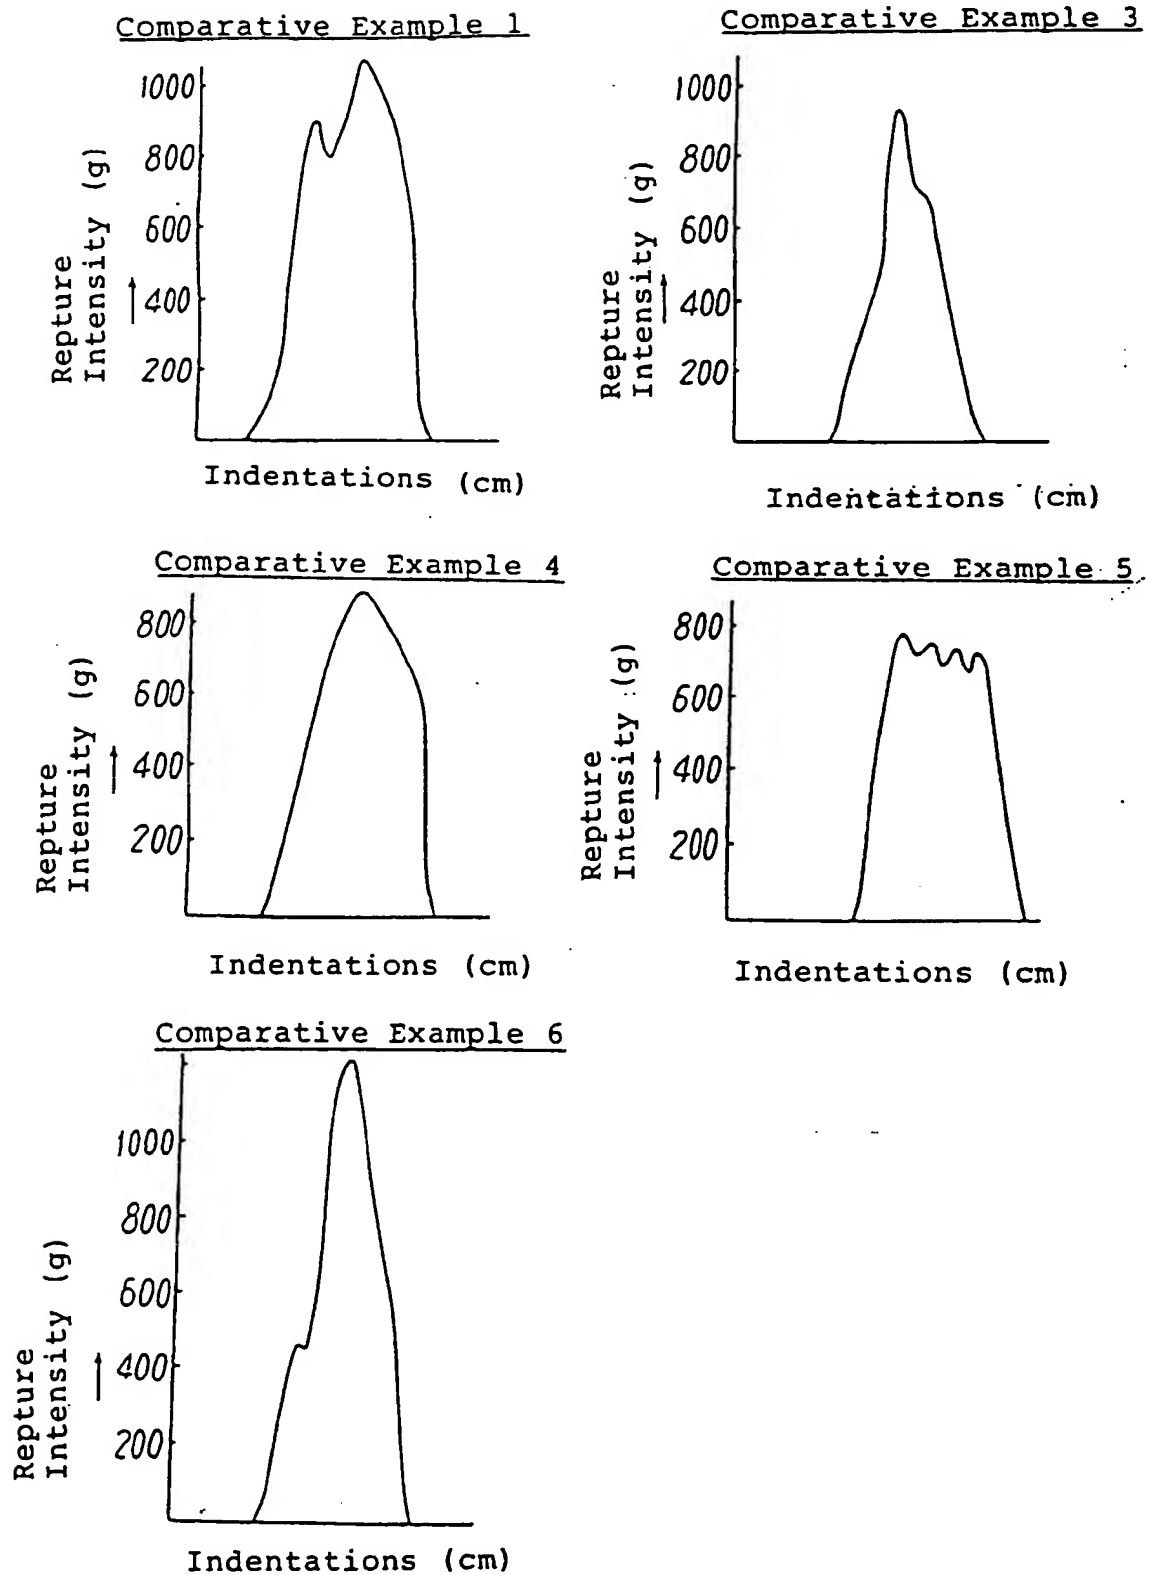 Comparative Example 1
1000
800
600
400
200
Repture
Intensity (g)
Indentations (cm)
Comparative Example 3
1000
800
600
400
200
Repture
Intensity (g)
Indentations (cm)
Comparative Example 4
800
600
400
200
Repture
Intensity (g)
Indentations (cm)
Comparative Example 5
800
600
400
200
Repture
Intensity (g)
Indentations (cm)
Comparative Example 6
1000
800
600
400
200
Repture
Intensity (g)
Indentations (cm)